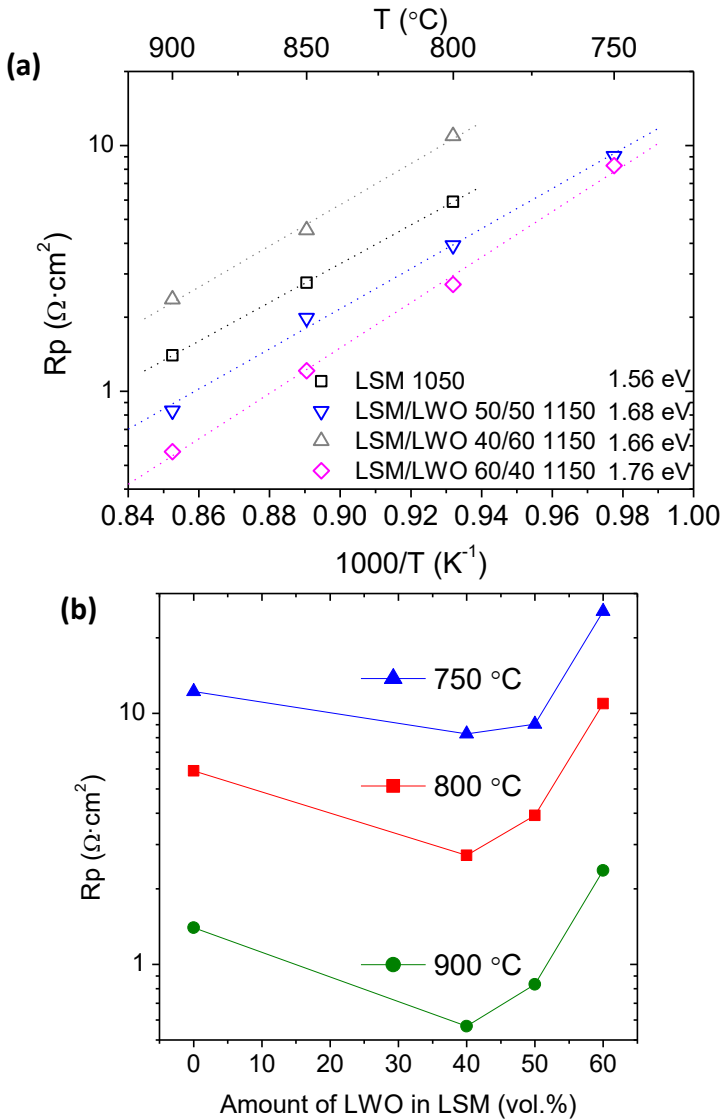 T (°C)
(a)
900 850 800 750
10
1
Rp (Ω·cm²)
LSM 1050 1.56 eV
LSM/LWO 50/50 1150 1.68 eV
LSM/LWO 40/60 1150 1.66 eV
LSM/LWO 60/40 1150 1.76 eV
0.84 0.86 0.88 0.90 0.92 0.94 0.96 0.98 1.00
1000/T (K⁻¹)
(b)
750 °C
10
800 °C
Rp (Ω·cm²)
900 °C
1
0 10 20 30 40 50 60
Amount of LWO in LSM (vol.%)